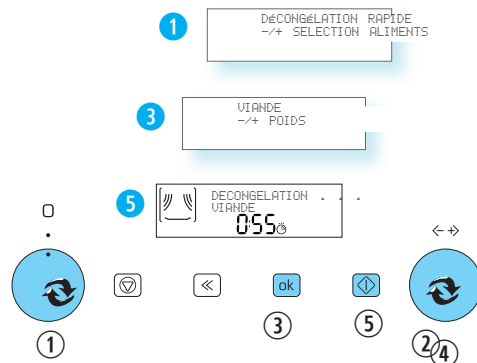 1
DéCONGéLATION RAPIDE
-/+ SELECTION ALIMENTS
3
VIANDE
-/+ POIDS
5
DECONGELATION . . .
VIANDE
0:55
ok
1
3
5
2
4